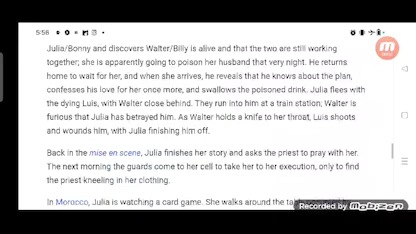 5:56
Julia/Bonny and discovers Walter/Billy is alive and that the two are still working
together; she is apparently going to poison her husband that very night. He returns
home to wait for her, and when she arrives, he reveals that he knows about the plan,
confesses his love for her once more, and swallows the poisoned drink. Julia flees with
the dying Luis, with Walter close behind. They run into him at a train station; Walter is
furious that Julia has betrayed him. As Walter holds a knife to her throat, Luis shoots
and wounds him, with Julia finishing him off.
Back in the mise en scene, Julia finishes her story and asks the priest to pray with her.
The next morning the guards come to her cell to take her to her execution, only to find
the priest kneeling in her clothing.
In Morocco, Julia is watching a card game. She walks around the
Recorded by Mobizen